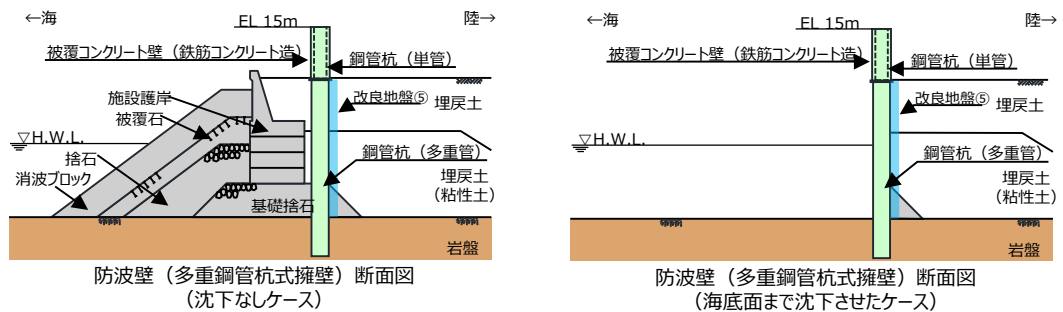 ←海
陸→
EL 15m
被覆コンクリート壁（鉄筋コンクリート造）
鋼管杭（単管）
改良地盤⑤
埋戻土
施設護岸
被覆石
▽H.W.L.
捨石
消波ブロック
鋼管杭（多重管）
埋戻土
（粘性土）
基礎捨石
岩盤
防波壁（多重鋼管杭式擁壁）断面図
（沈下なしケース）
←海
陸→
EL 15m
被覆コンクリート壁（鉄筋コンクリート造）
鋼管杭（単管）
改良地盤⑤
埋戻土
▽H.W.L.
鋼管杭（多重管）
埋戻土
（粘性土）
岩盤
防波壁（多重鋼管杭式擁壁）断面図
（海底面まで沈下させたケース）